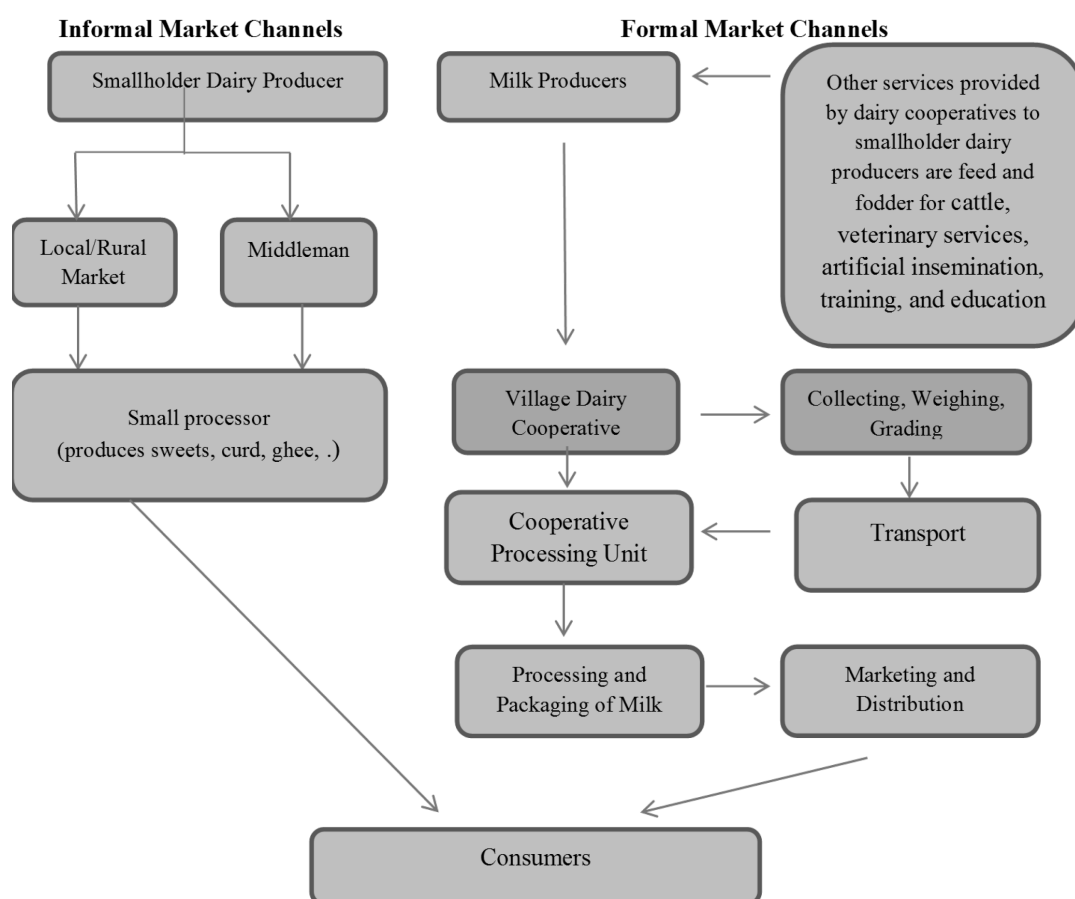 Informal Market Channels
Formal Market Channels
Smallholder Dairy Producer
Milk Producers
Other services provided
by dairy cooperatives to
smallholder dairy
producers are feed and
fodder for cattle,
veterinary services,
artificial insemination,
training, and education
Local/Rural
Market
Middleman
Small processor
(produces sweets, curd, ghee, .)
Village Dairy
Cooperative
Collecting, Weighing,
Grading
Cooperative
Processing Unit
Transport
Processing and
Packaging of Milk
Marketing and
Distribution
Consumers